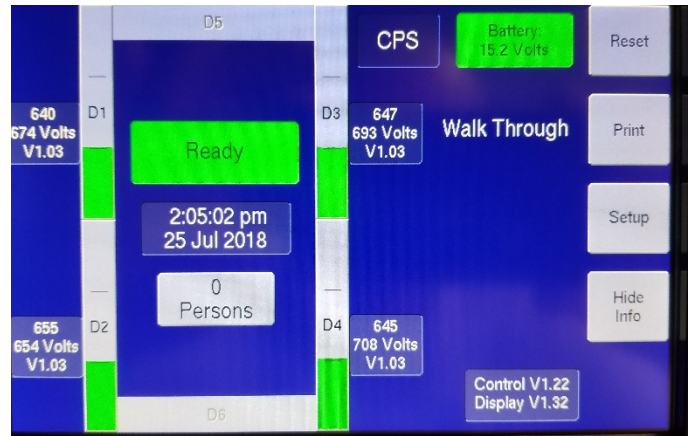 D5
CPS
Battery:
15.2 Volts
Reset
640
674 Volts
V1.03
D1
D3
647
693 Volts
V1.03
Walk Through
Print
Ready
2:05:02 pm
25 Jul 2018
Setup
0
Persons
Hide
Info
655
654 Volts
V1.03
D2
D4
645
708 Volts
V1.03
Control V1.22
Display V1.32
D6